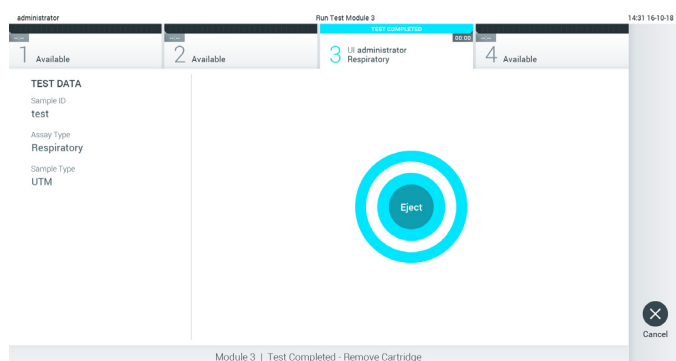 administrator
Run Test Module 3
14:31 16-10-18
TEST COMPLETED
--:--
--:--
00:00
--:--
1 Available
2 Available
3 UI administrator
Respiratory
4 Available
TEST DATA
Sample ID
test
Assay Type
Respiratory
Sample Type
UTM
Eject
Cancel
Module 3 | Test Completed - Remove Cartridge